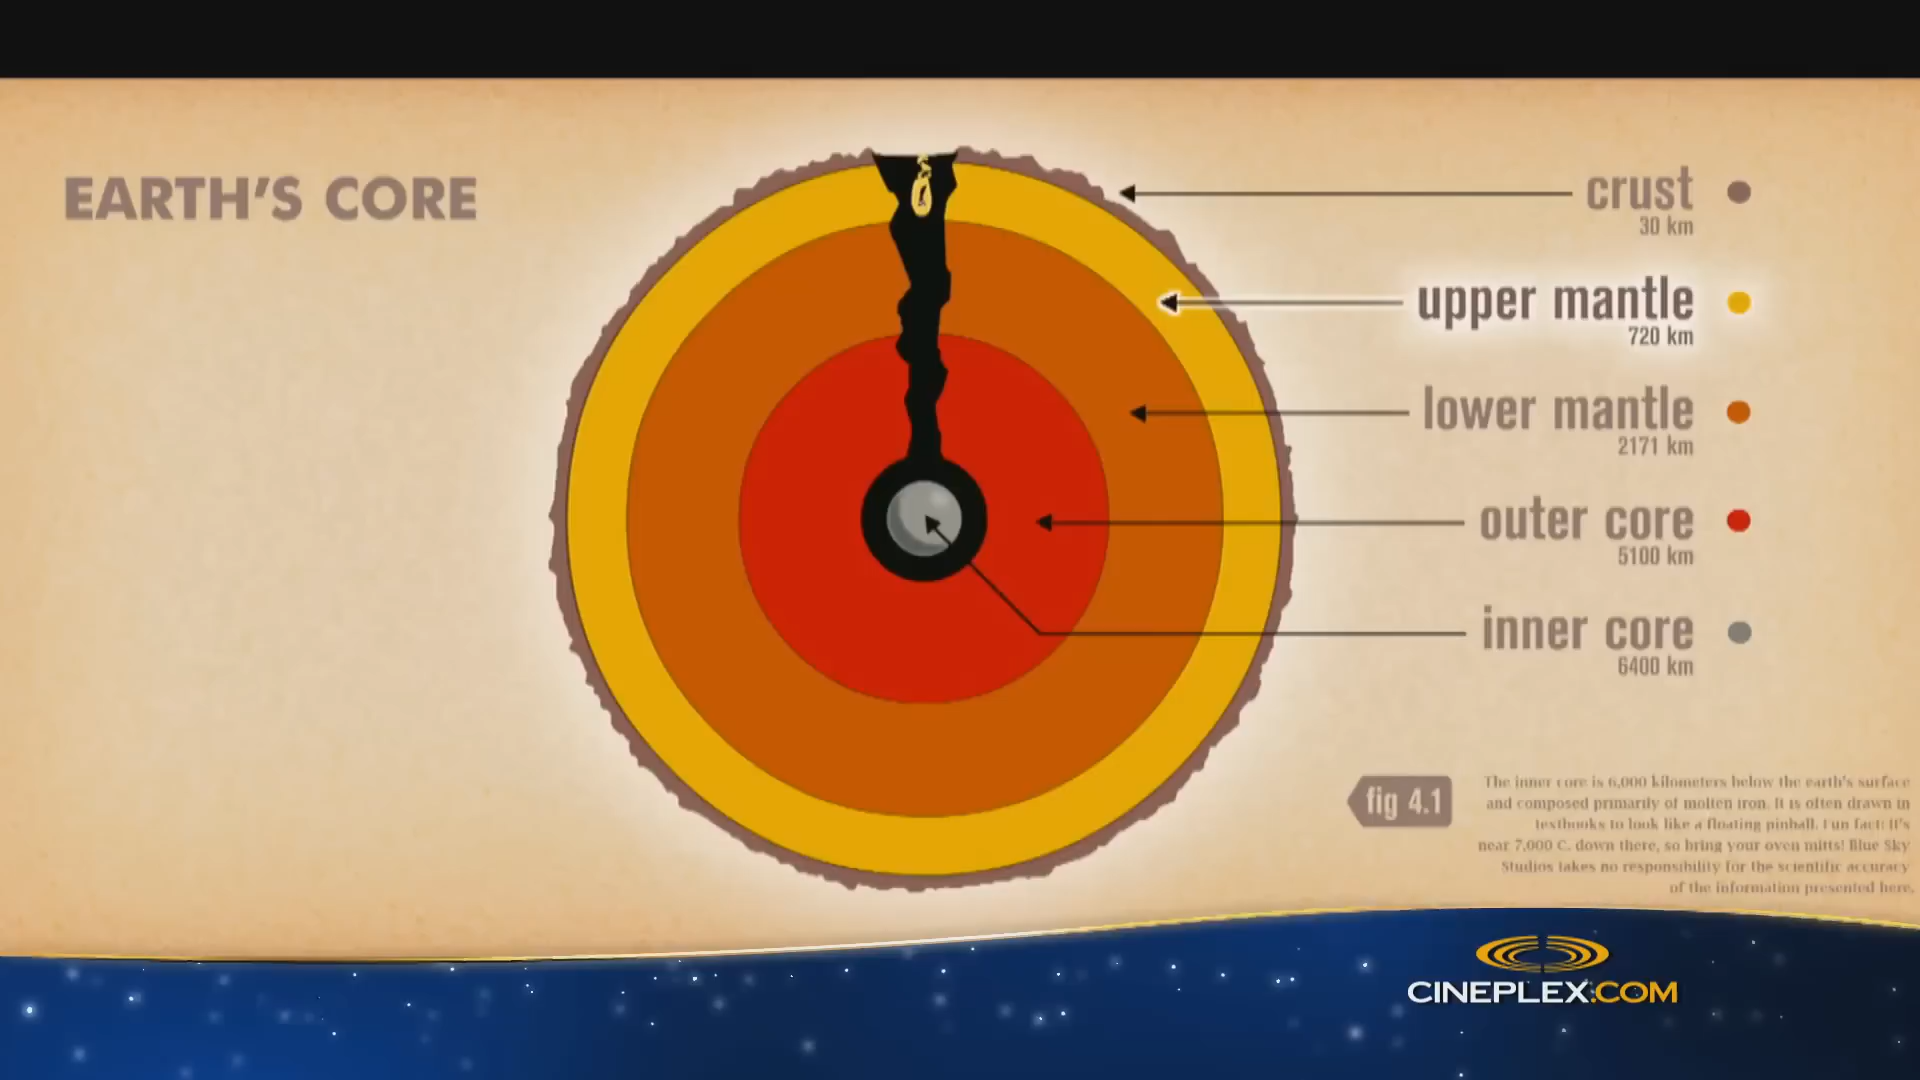 EARTH'S CORE
crust
30 km
upper mantle
720 km
lower mantle
2171 km
outer core
5100 km
inner core
6400 km
fig 4.1
The inner core is 6,000 kilometers below the earth's surface
and composed primarily of molten iron. It is often drawn in
textbooks to look like a floating pinball. Fun fact: It's
near 7,000 C. down there, so bring your oven mitts! Blue Sky
Studios takes no responsibility for the scientific accuracy
of the information presented here.
CINEPLEX.COM